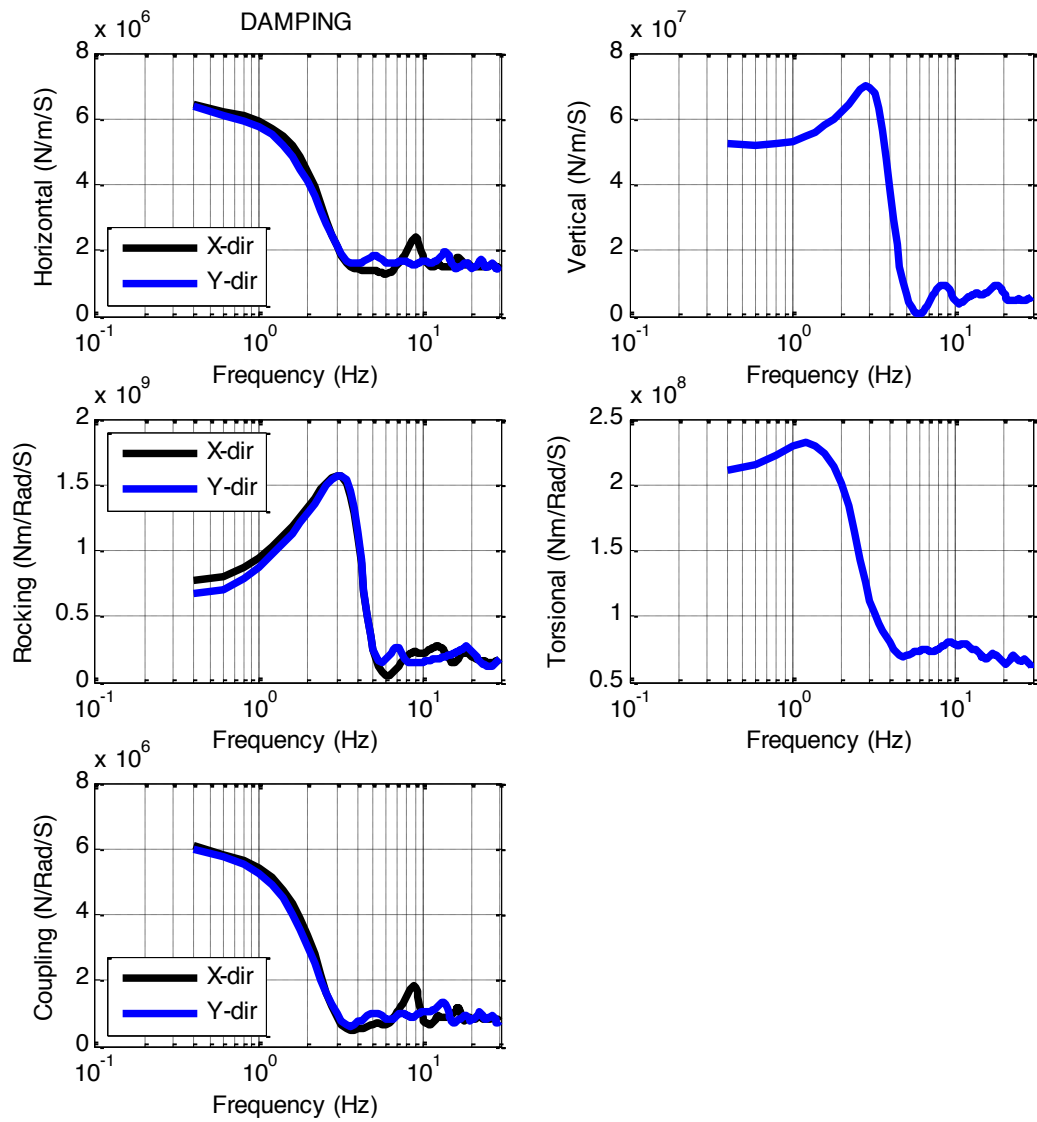 DAMPING
x 10^6
8
6
4
2
0
Horizontal (N/m/S)
X-dir
Y-dir
10^-1
10^0
10^1
Frequency (Hz)
x 10^7
8
6
4
2
0
Vertical (N/m/S)
10^-1
10^0
10^1
Frequency (Hz)
x 10^9
2
1.5
1
0.5
0
Rocking (Nm/Rad/S)
X-dir
Y-dir
10^-1
10^0
10^1
Frequency (Hz)
x 10^8
2.5
2
1.5
1
0.5
Torsional (Nm/Rad/S)
10^-1
10^0
10^1
Frequency (Hz)
x 10^6
8
6
4
2
0
Coupling (N/Rad/S)
X-dir
Y-dir
10^-1
10^0
10^1
Frequency (Hz)